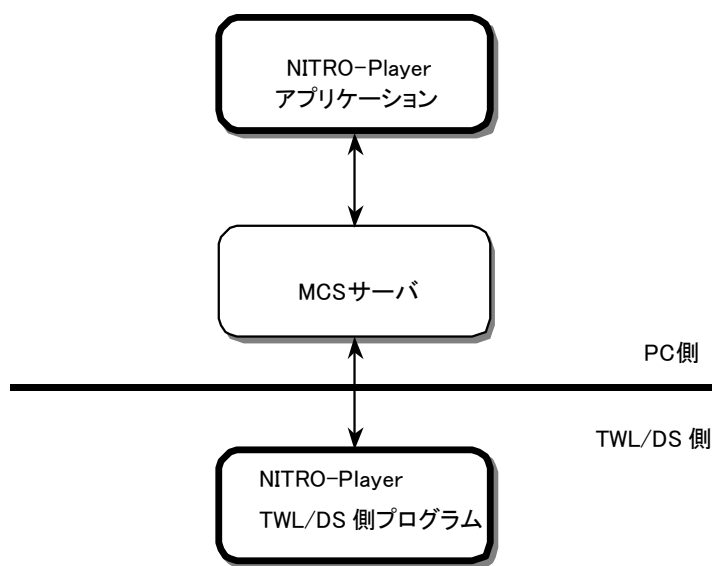 NITRO-Player
アプリケーション
MCSサーバ
PC側
TWL/DS 側
NITRO-Player
TWL/DS 側プログラム